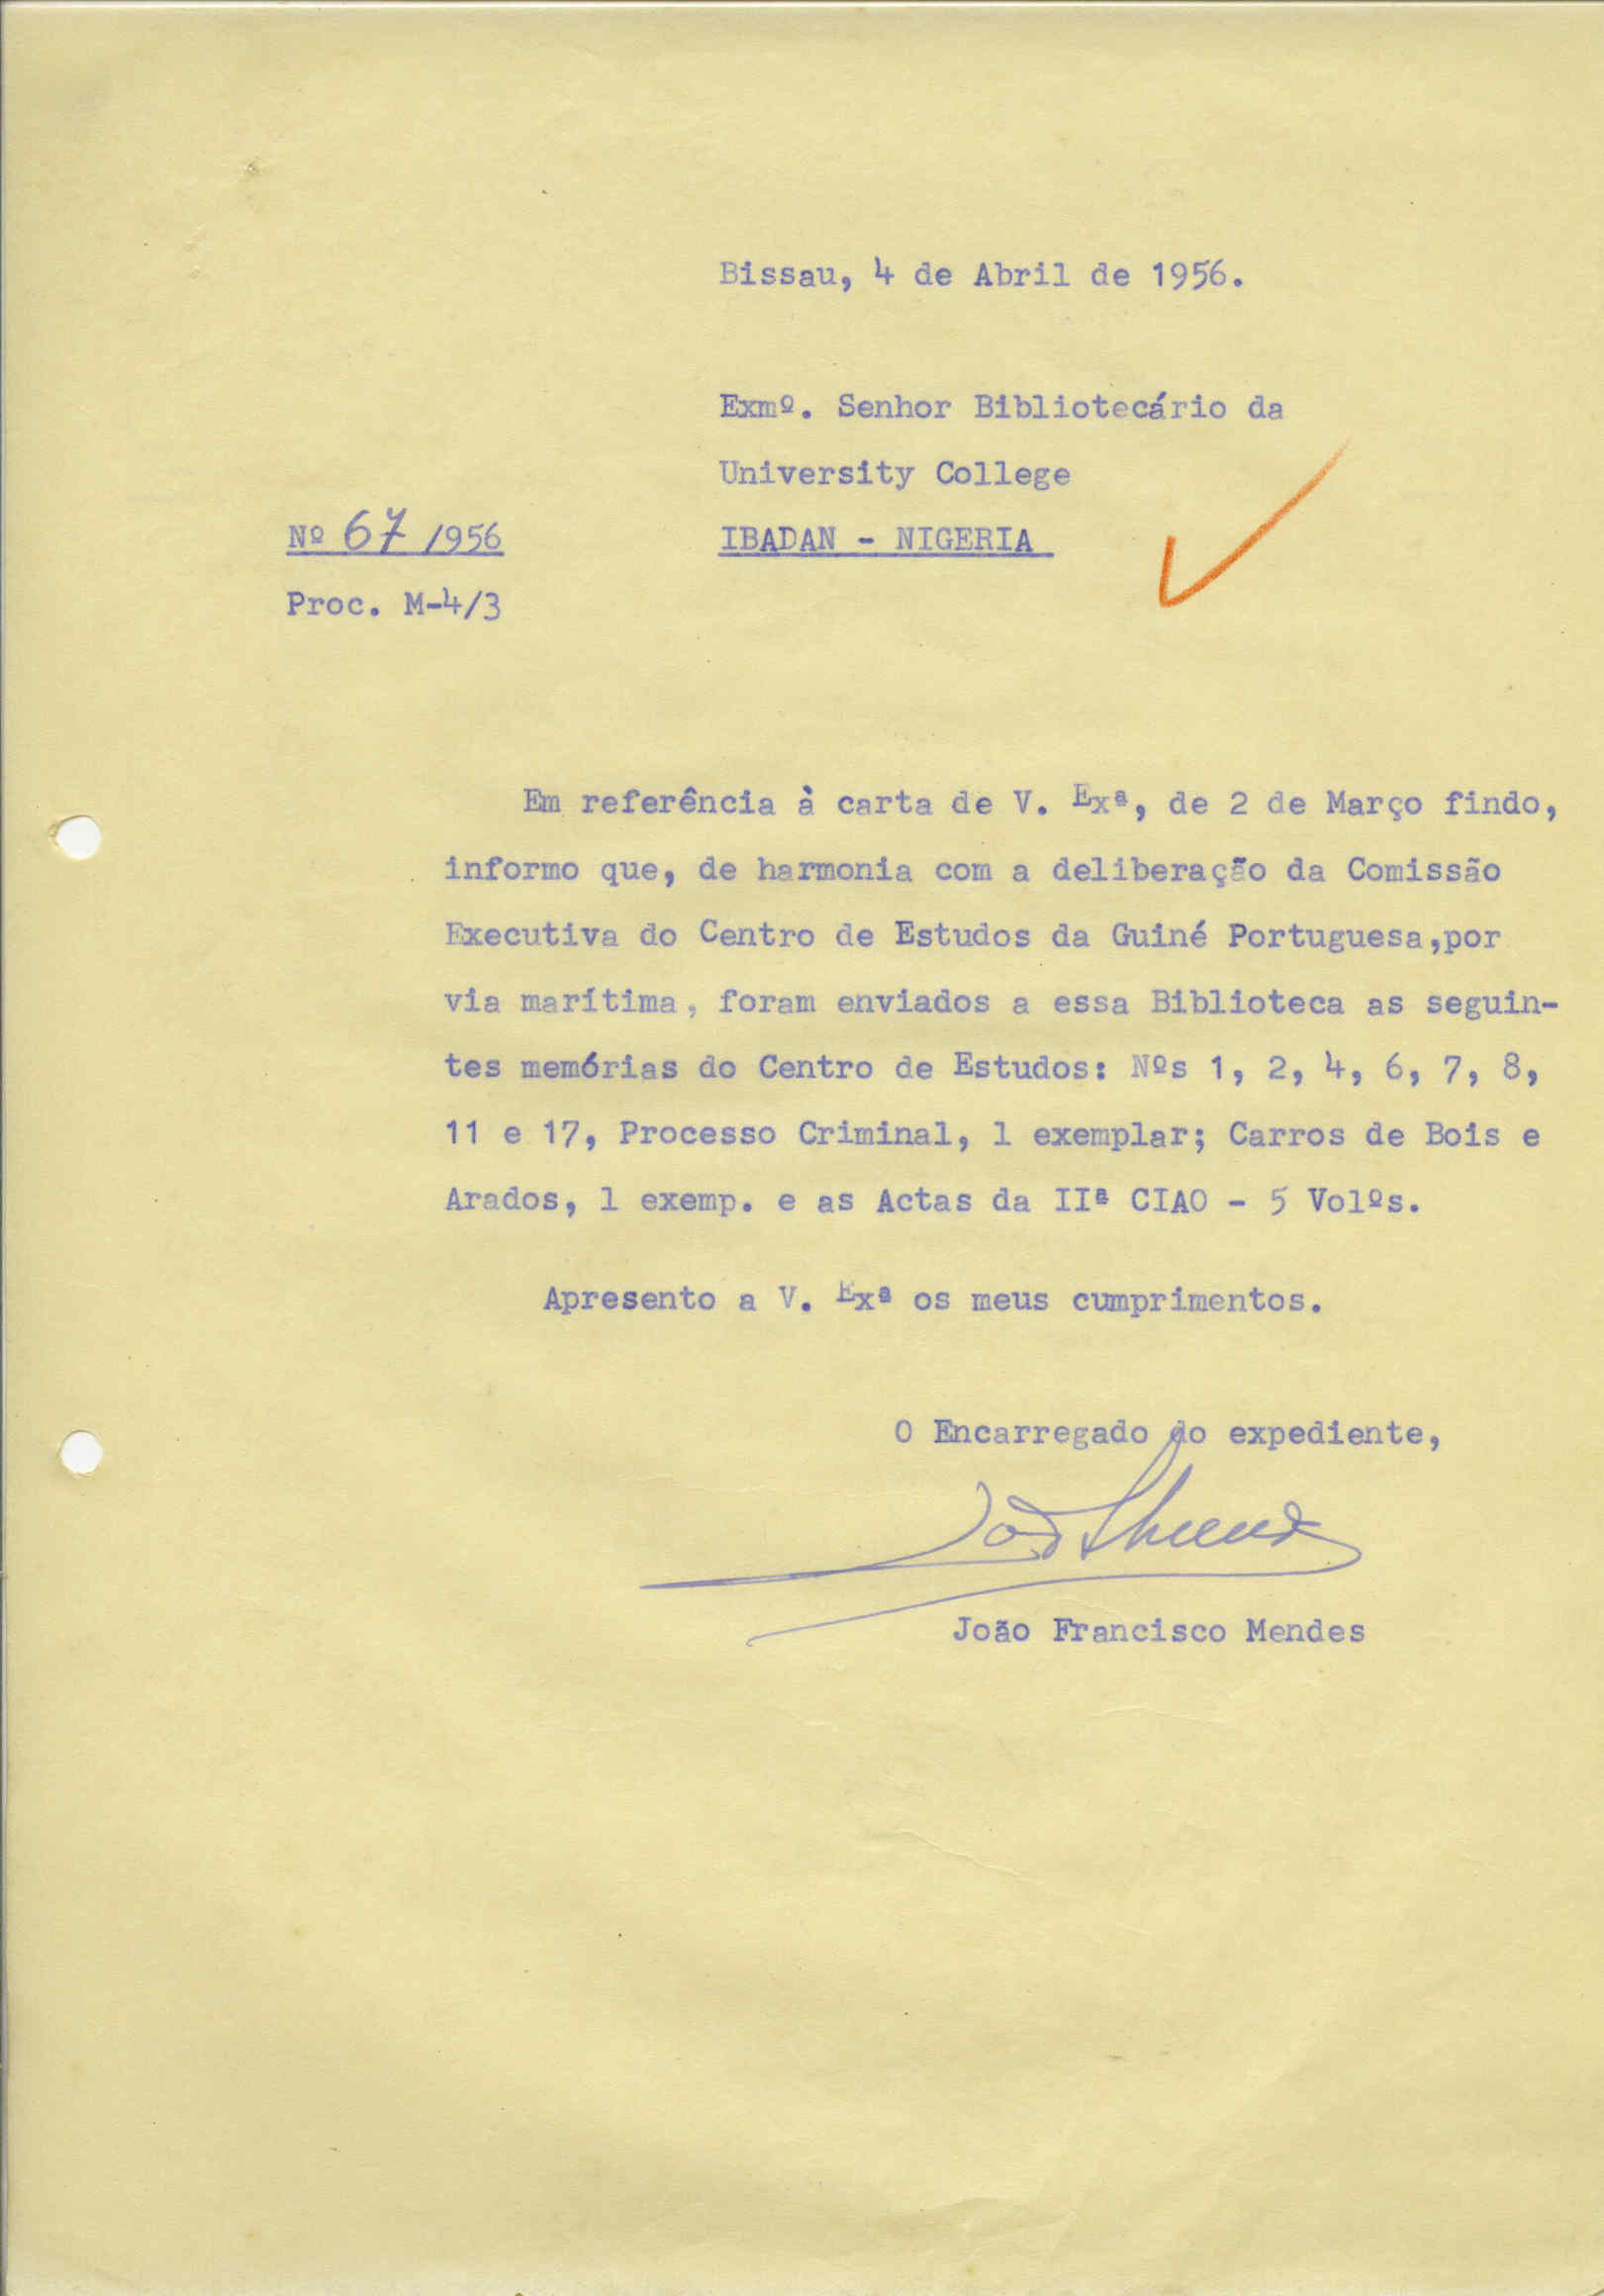 Bissau, 4 de Abril de 1956.
Exmº. Senhor Bibliotecário da
University College
Nº 67 /1956
IBADAN - NIGERIA
Proc. M-4/3
Em referência à carta de V. Exª, de 2 de Março findo,
informo que, de harmonia com a deliberação da Comissão
Executiva do Centro de Estudos da Guiné Portuguesa,por
via marítima, foram enviados a essa Biblioteca as seguin-
tes memórias do Centro de Estudos: Nºs 1, 2, 4, 6, 7, 8,
11 e 17, Processo Criminal, 1 exemplar; Carros de Bois e
Arados, 1 exemp. e as Actas da IIª CIAO - 5 Volºs.
Apresento a V. Exª os meus cumprimentos.
O Encarregado do expediente,
João Francisco Mendes